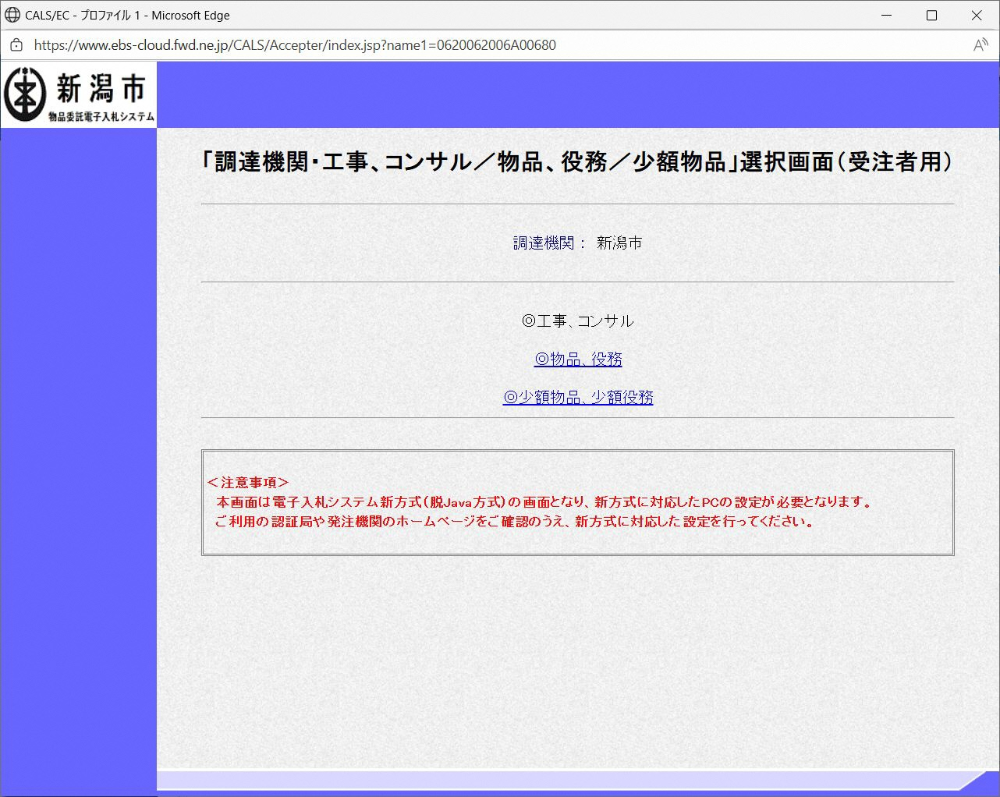 CALS/EC - プロファイル 1 - Microsoft Edge
https://www.ebs-cloud.fwd.ne.jp/CALS/Accepter/index.jsp?name1=0620062006A00680
新潟市
物品委託電子入札システム
「調達機関・工事、コンサル／物品、役務／少額物品」選択画面（受注者用）
調達機関： 新潟市
◎工事、コンサル
◎物品、役務
◎少額物品、少額役務
＜注意事項＞
本画面は電子入札システム新方式（脱Java方式）の画面となり、新方式に対応したPCの設定が必要となります。
ご利用の認証局や発注機関のホームページをご確認のうえ、新方式に対応した設定を行ってください。